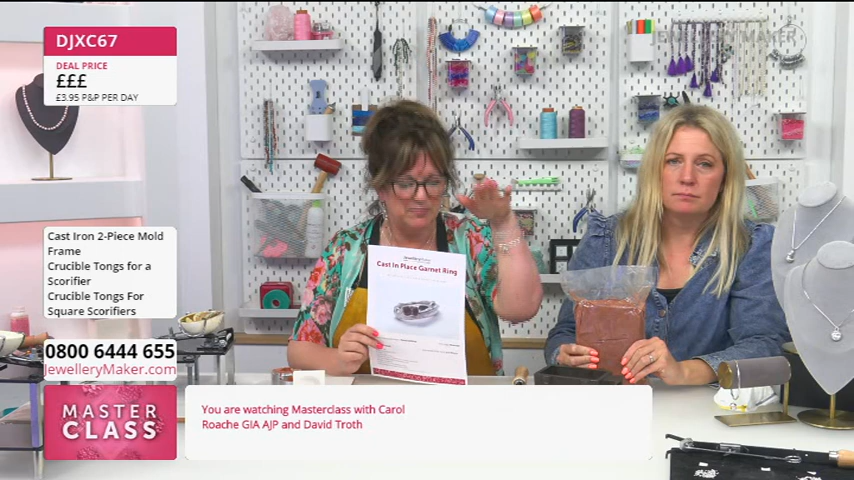 DJXC67
DEAL PRICE
£££
£3.95 P&P PER DAY
JEWELLERY MAKER
Cast In Place Garnet Ring
Cast Iron 2-Piece Mold
Frame
Crucible Tongs for a
Scorifier
Crucible Tongs For
Square Scorifiers
0800 6444 655
JewelleryMaker.com
MASTER
CLASS
You are watching Masterclass with Carol
Roache GIA AJP and David Troth